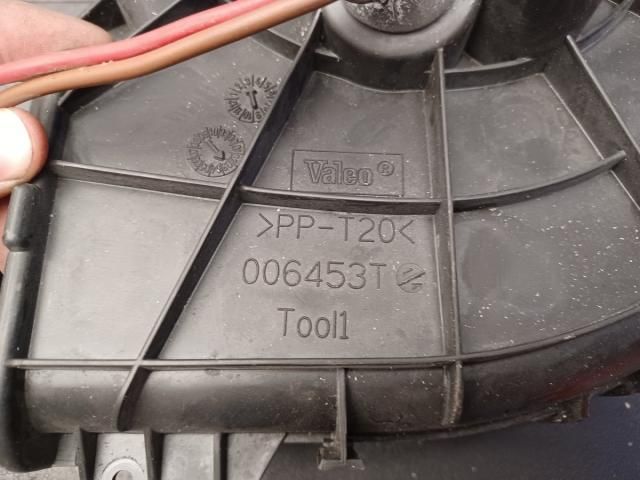 Valeo®
>PP-T20<
006453T
Tool1